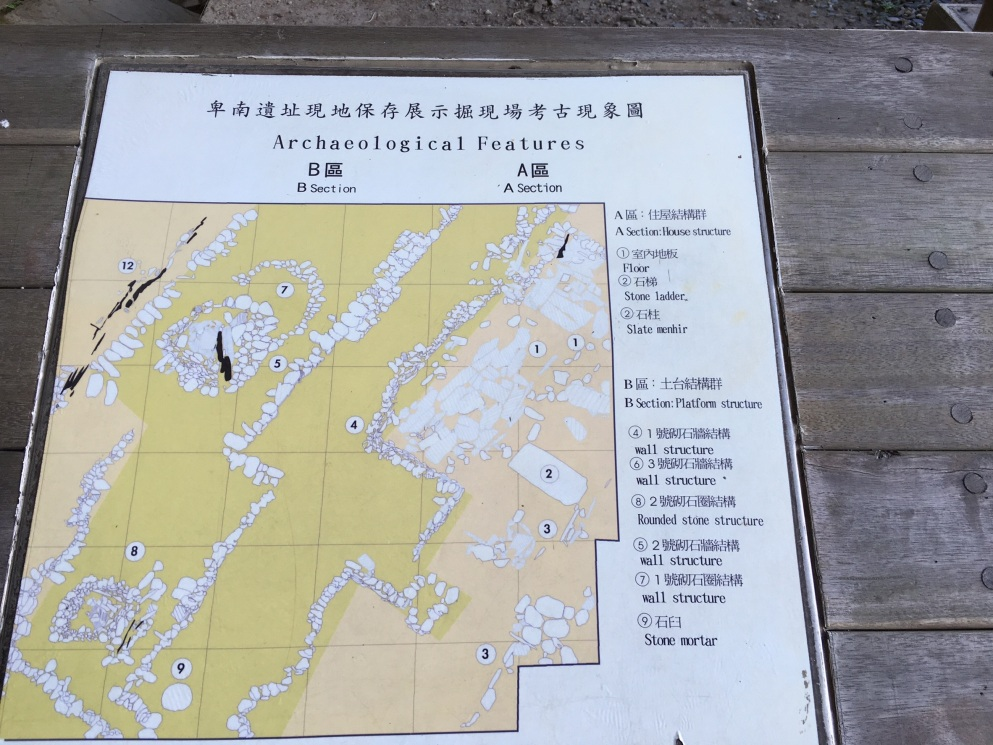 卑南遺址現地保存展示掘現場考古現象圖
Archaeological Features
B區
B Section
A區
A Section
A區：住屋結構群
A Section:House structure
①室內地板
Floor
②石梯
Stone ladder
②石柱
Slate menhir
B區：土台結構群
B Section:Platform structure
④1號砌石牆結構
wall structure
⑥3號砌石牆結構
wall structure
⑧2號砌石圈結構
Rounded stone structure
⑤2號砌石牆結構
wall structure
⑦1號砌石圈結構
wall structure
⑨石臼
Stone mortar
12
7
5
4
1
1
2
3
8
9
3